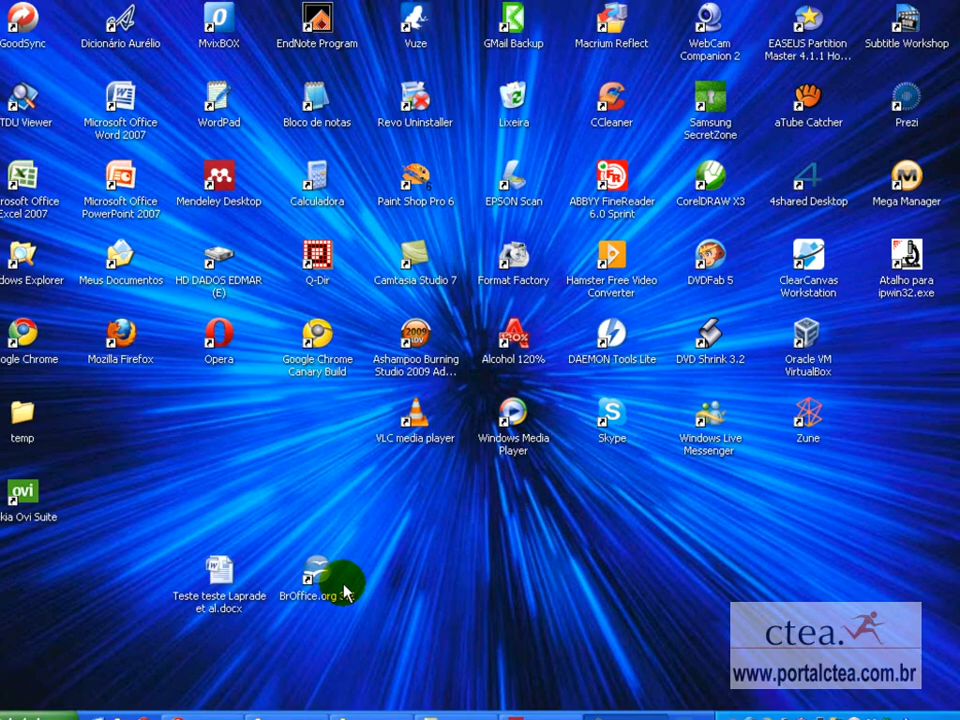 GoodSync
Dicionário Aurélio
MvixBOX
EndNote Program
Vuze
GMail Backup
Macrium Reflect
WebCam
Companion 2
EASEUS Partition
Master 4.1.1 Ho...
Subtitle Workshop
TDU Viewer
Microsoft Office
Word 2007
WordPad
Bloco de notas
Revo Uninstaller
Lixeira
CCleaner
Samsung
SecretZone
aTube Catcher
Prezi
rosoft Office
Excel 2007
Microsoft Office
PowerPoint 2007
Mendeley Desktop
Calculadora
Paint Shop Pro 6
EPSON Scan
ABBYY FineReader
6.0 Sprint
CorelDRAW X3
4shared Desktop
Mega Manager
dows Explorer
Meus Documentos
HD DADOS EDMAR
(E)
Q-Dir
Camtasia Studio 7
Format Factory
Hamster Free Video
Converter
DVDFab 5
ClearCanvas
Workstation
Atalho para
ipwin32.exe
ogle Chrome
Mozilla Firefox
Opera
Google Chrome
Canary Build
Ashampoo Burning
Studio 2009 Ad...
Alcohol 120%
DAEMON Tools Lite
DVD Shrink 3.2
Oracle VM
VirtualBox
temp
VLC media player
Windows Media
Player
Skype
Windows Live
Messenger
Zune
ovi
kia Ovi Suite
Teste teste Laprade
et al.docx
BrOffice.org
ctea.
www.portalctea.com.br